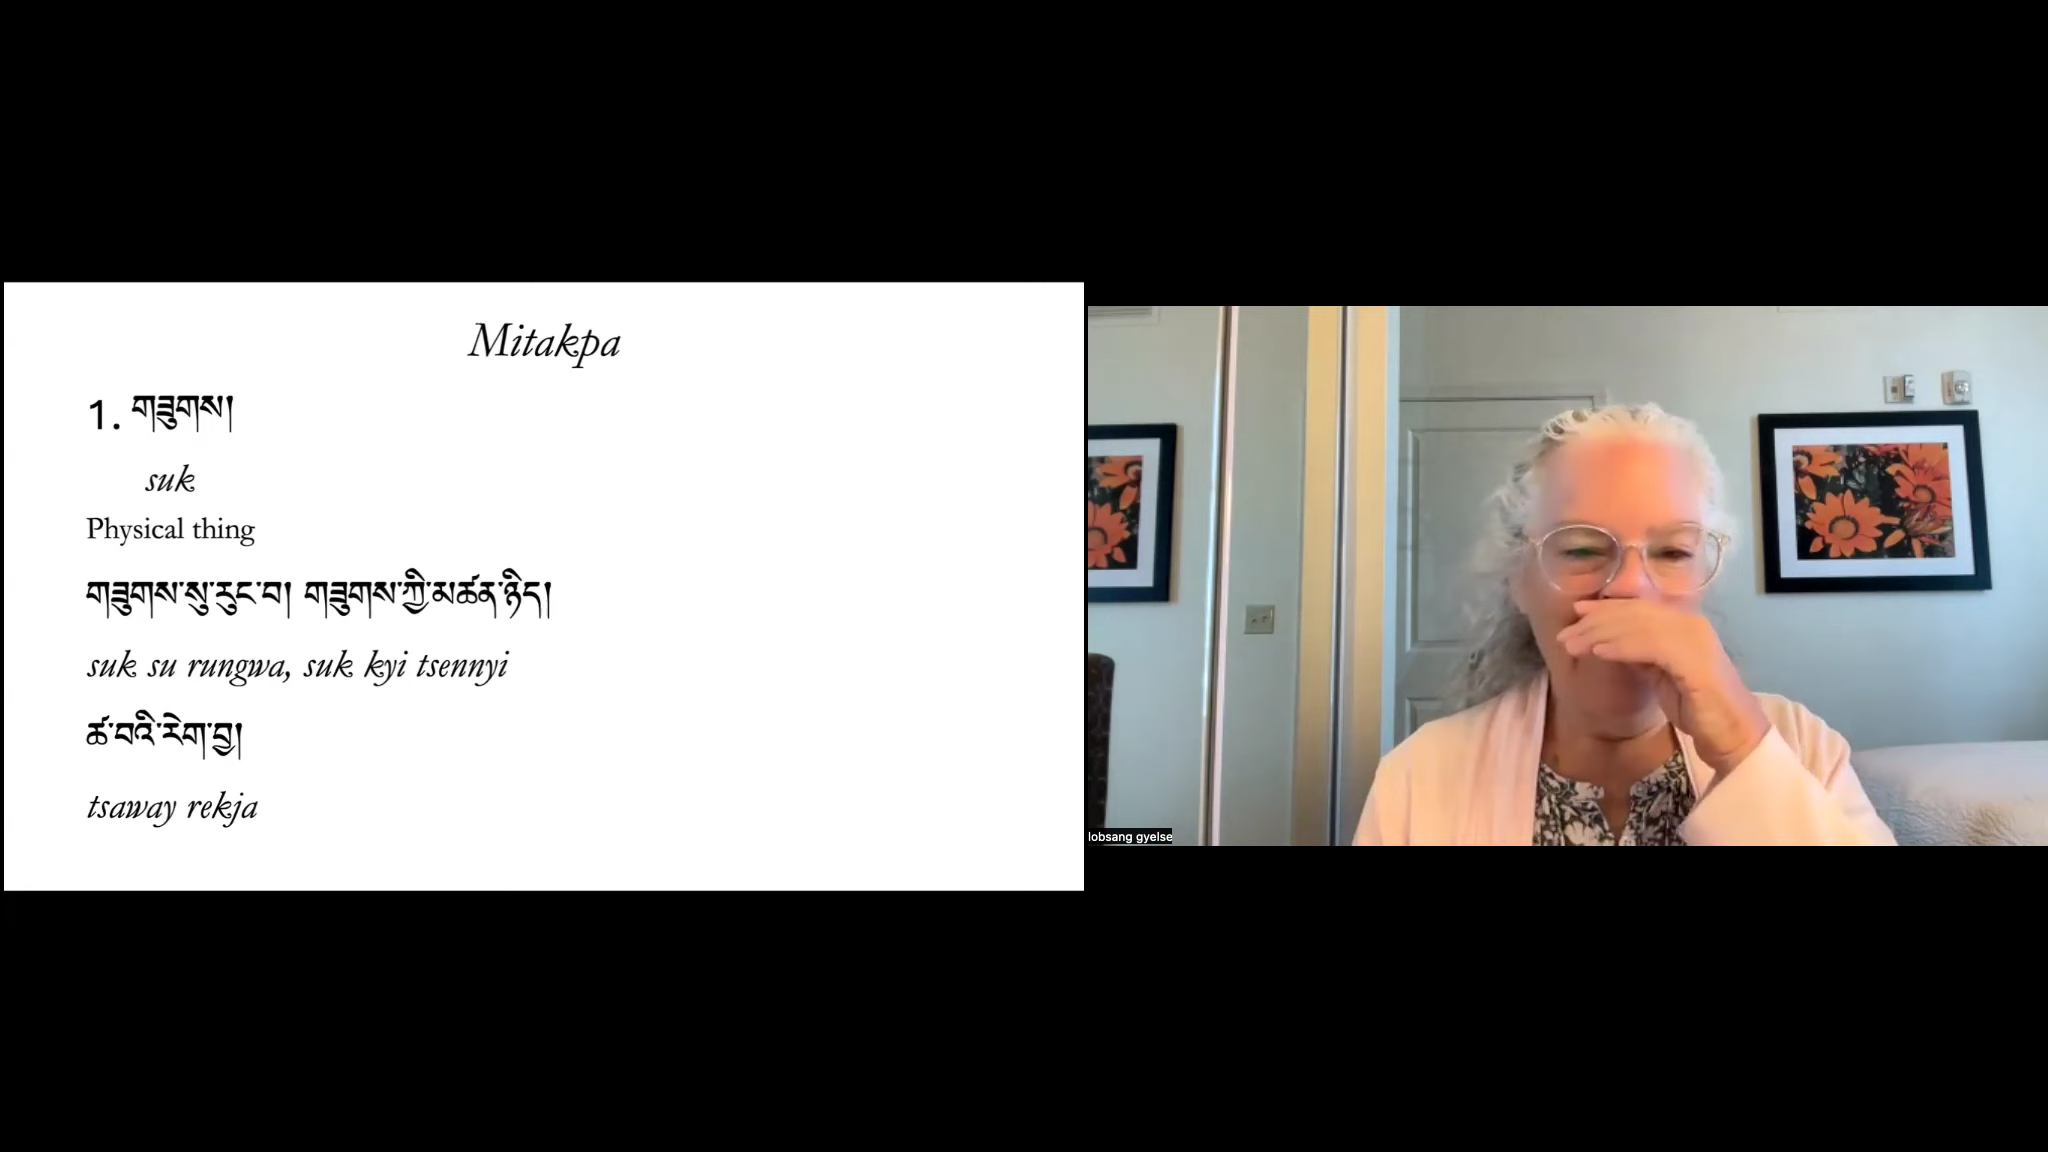 Mitakpa
1. གཟུགས།
suk
Physical thing
གཟུགས་སུ་རུང་བ། གཟུགས་ཀྱི་མཚན་ཉིད།
suk su rungwa, suk kyi tsennyi
ཚ་བའི་རེག་བྱ།
tsaway rekja
lobsang gyelse